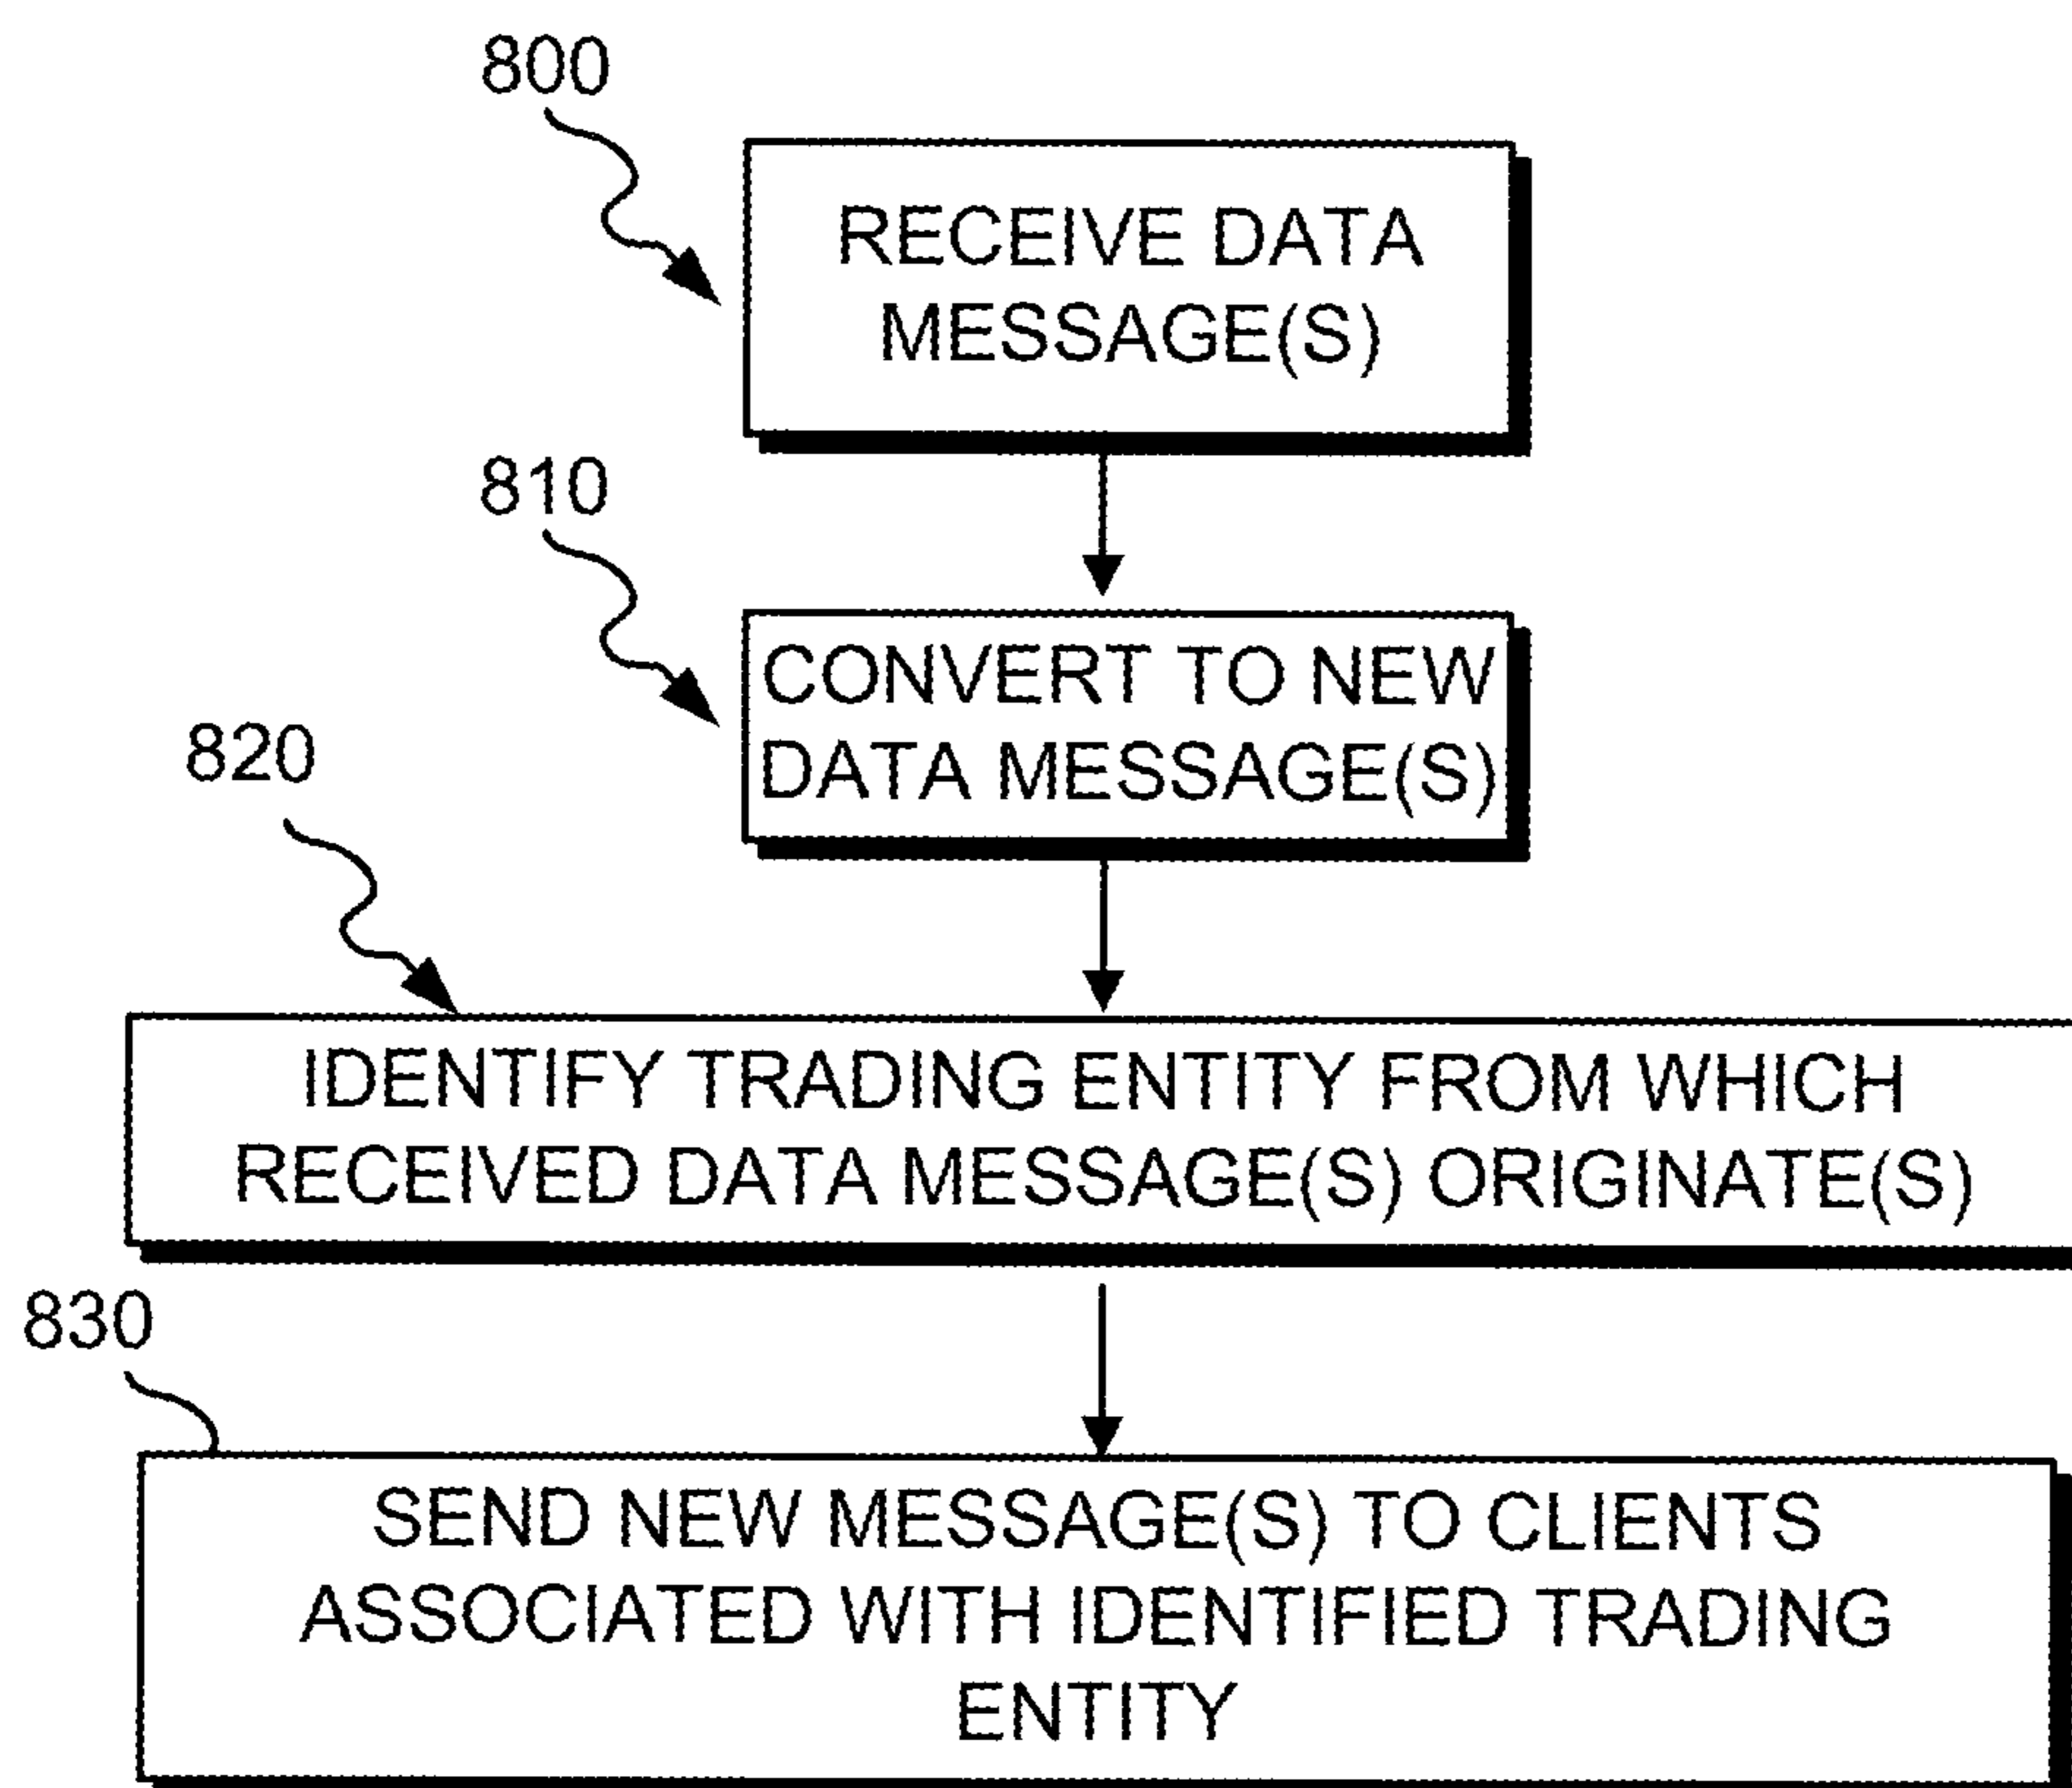 800
RECEIVE DATA
MESSAGE(S)
810
CONVERT TO NEW
DATA MESSAGE(S)
820
IDENTIFY TRADING ENTITY FROM WHICH
RECEIVED DATA MESSAGE(S) ORIGINATE(S)
830
SEND NEW MESSAGE(S) TO CLIENTS
ASSOCIATED WITH IDENTIFIED TRADING
ENTITY